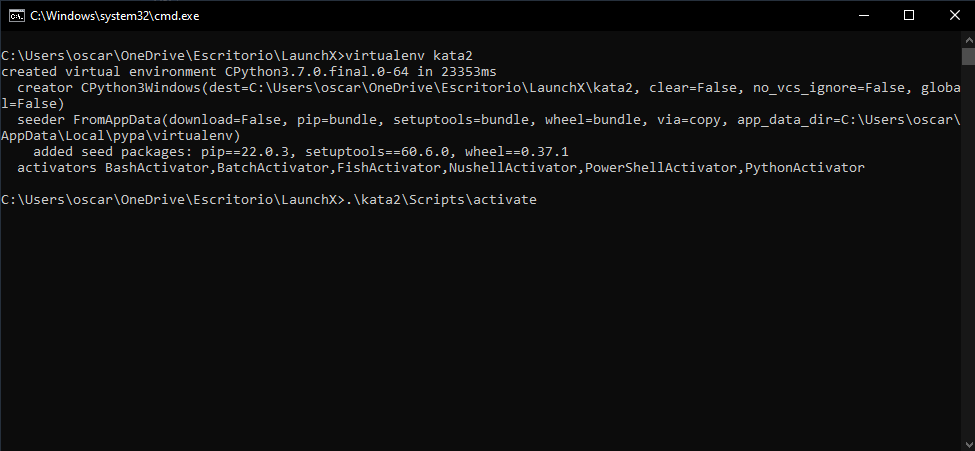 C:\Windows\system32\cmd.exe
C:\Users\oscar\OneDrive\Escritorio\LaunchX>virtualenv kata2
created virtual environment CPython3.7.0.final.0-64 in 23353ms
  creator CPython3Windows(dest=C:\Users\oscar\OneDrive\Escritorio\LaunchX\kata2, clear=False, no_vcs_ignore=False, globa
l=False)
  seeder FromAppData(download=False, pip=bundle, setuptools=bundle, wheel=bundle, via=copy, app_data_dir=C:\Users\oscar\
AppData\Local\pypa\virtualenv)
    added seed packages: pip==22.0.3, setuptools==60.6.0, wheel==0.37.1
  activators BashActivator,BatchActivator,FishActivator,NushellActivator,PowerShellActivator,PythonActivator
C:\Users\oscar\OneDrive\Escritorio\LaunchX>.\kata2\Scripts\activate